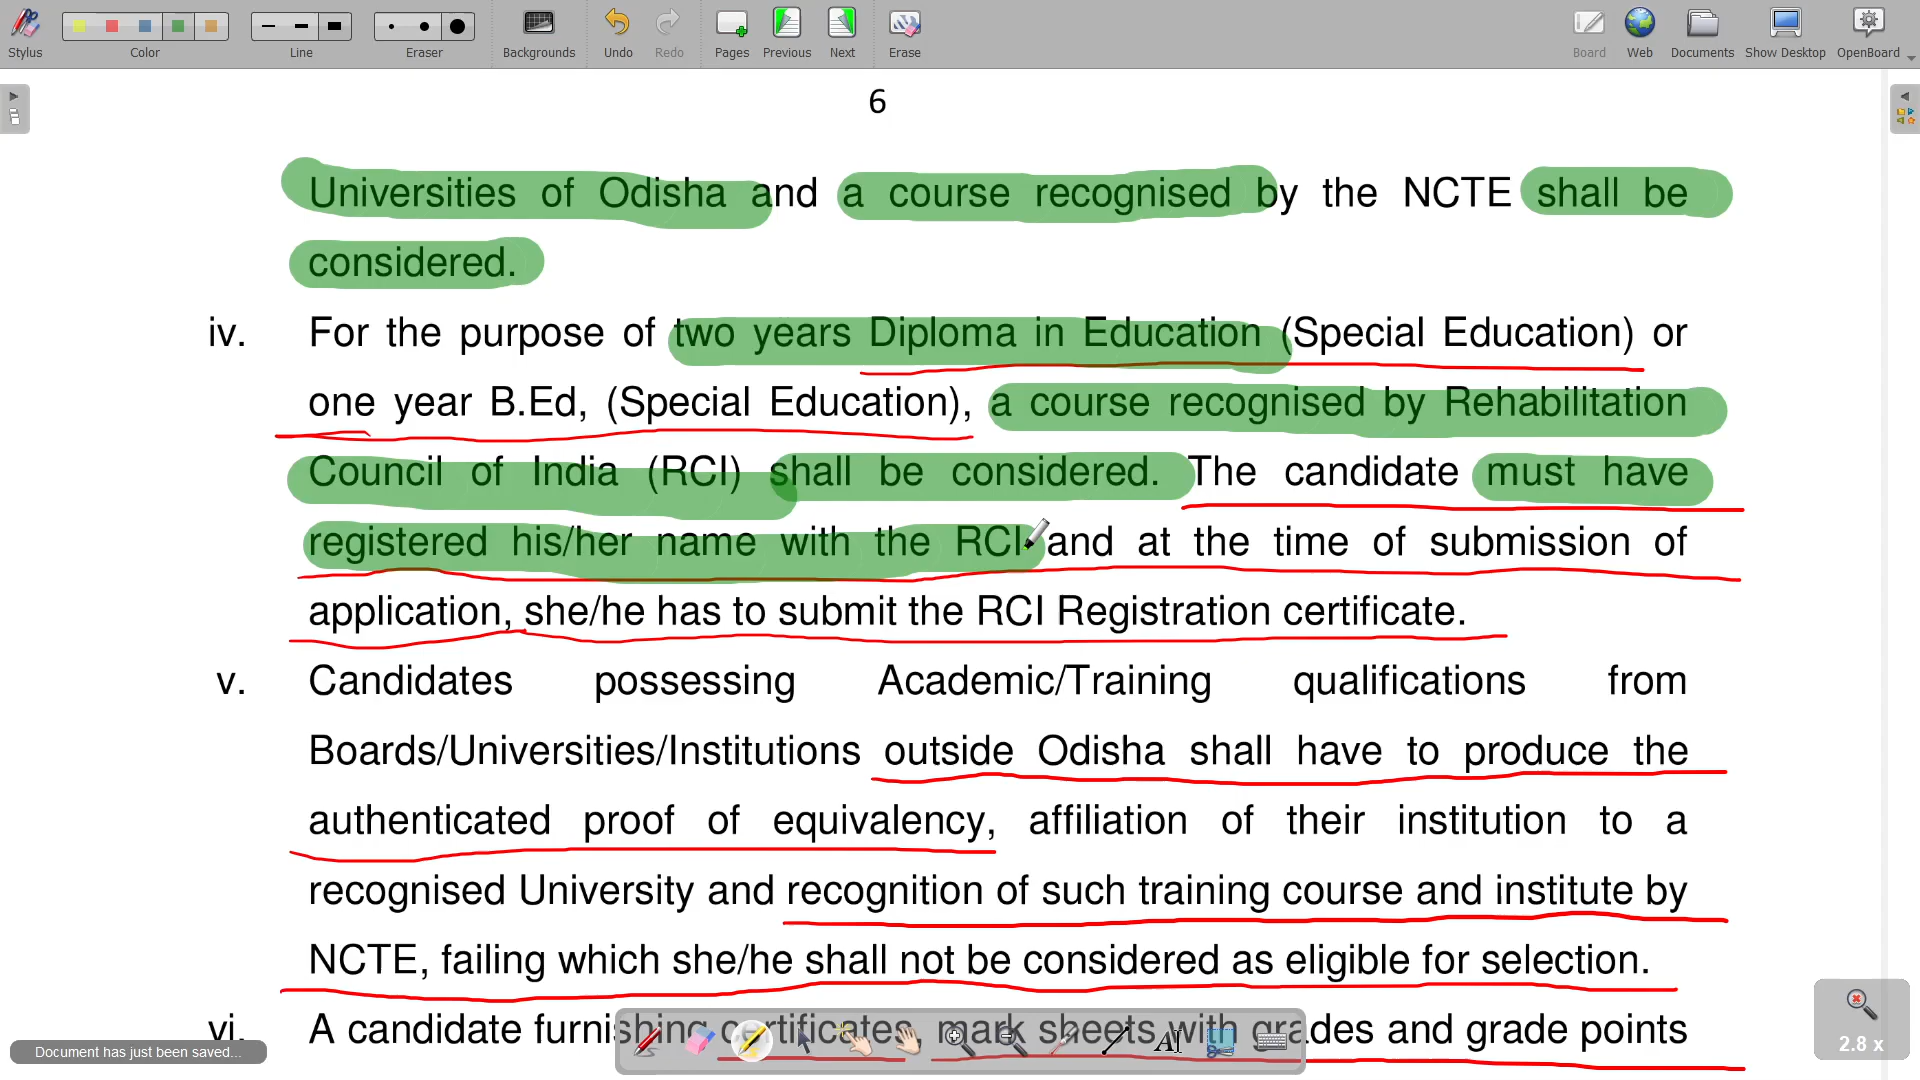 Stylus
Color
Line
Eraser
Backgrounds
Undo
Redo
Pages
Previous
Next
Erase
Board
Web
Documents
Show Desktop
OpenBoard
6
Universities of Odisha and a course recognised by the NCTE shall be
considered.
iv. For the purpose of two years Diploma in Education (Special Education) or
one year B.Ed, (Special Education), a course recognised by Rehabilitation
Council of India (RCI) shall be considered. The candidate must have
registered his/her name with the RCI and at the time of submission of
application, she/he has to submit the RCI Registration certificate.
v. Candidates possessing Academic/Training qualifications from
Boards/Universities/Institutions outside Odisha shall have to produce the
authenticated proof of equivalency, affiliation of their institution to a
recognised University and recognition of such training course and institute by
NCTE, failing which she/he shall not be considered as eligible for selection.
vi. A candidate furnishing certificates, mark sheets with grades and grade points
Document has just been saved...
2.8 x